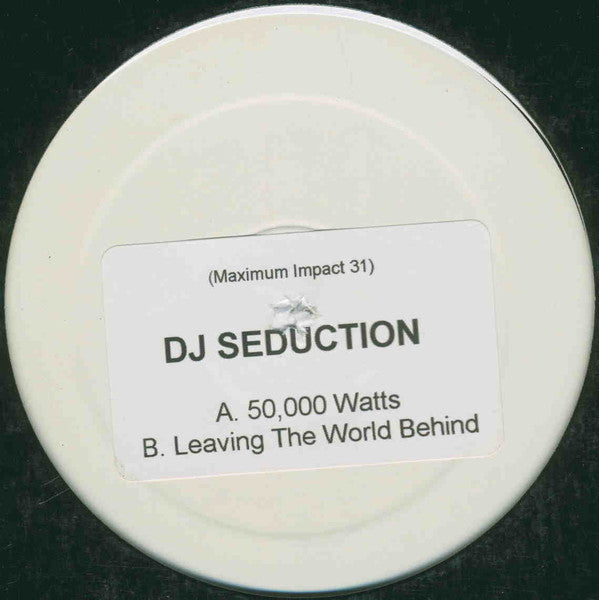 (Maximum Impact 31)
DJ SEDUCTION
A. 50,000 Watts
B. Leaving The World Behind